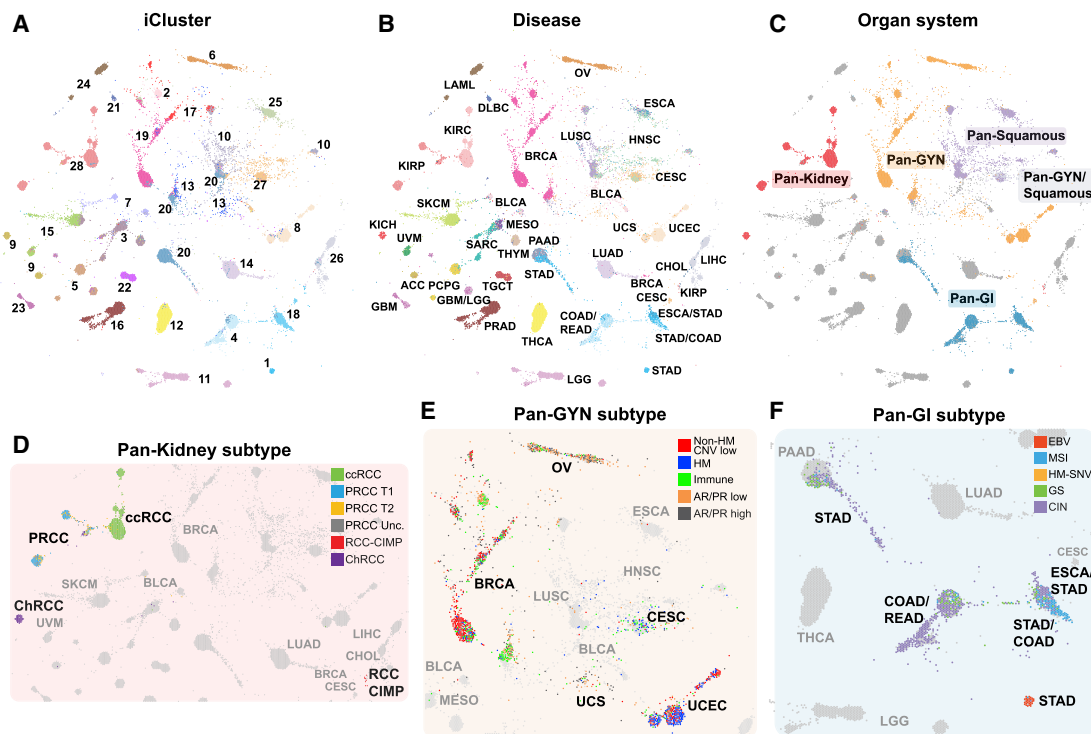 A
iCluster
6
24
21
2
17
25
19
10
10
28
20
13
27
7
20
13
15
3
8
9
20
14
26
9
5
22
23
16
12
4
18
1
11
B
Disease
OV
LAML
DLBC
ESCA
KIRC
LUSC
HNSC
KIRP
BRCA
CESC
BLCA
SKCM
BLCA
KICH
MESO
UCS
UCEC
UVM
SARC
PAAD
THYM
LUAD
LIHC
STAD
CHOL
ACC
PCPG
TGCT
BRCA
KIRP
GBM
GBM/LGG
CESC
PRAD
COAD/
READ
ESCA/STAD
THCA
STAD/COAD
STAD
LGG
C
Organ system
Pan-Squamous
Pan-GYN
Pan-Kidney
Pan-GYN/
Squamous
Pan-GI
D
Pan-Kidney subtype
ccRCC
PRCC T1
PRCC T2
PRCC Unc.
RCC-CIMP
ChRCC
ccRCC
BRCA
PRCC
SKCM
BLCA
ChRCC
UVM
LUAD
LIHC
CHOL
BRCA
CESC
RCC
CIMP
E
Pan-GYN subtype
Non-HM
CNV low
HM
Immune
AR/PR low
AR/PR high
OV
ESCA
HNSC
BRCA
LUSC
CESC
BLCA
BLCA
MESO
UCS
UCEC
F
Pan-GI subtype
EBV
MSI
HM-SNV
GS
CIN
PAAD
LUAD
STAD
CESC
ESCA/
STAD
COAD/
READ
STAD/
COAD
THCA
STAD
LGG